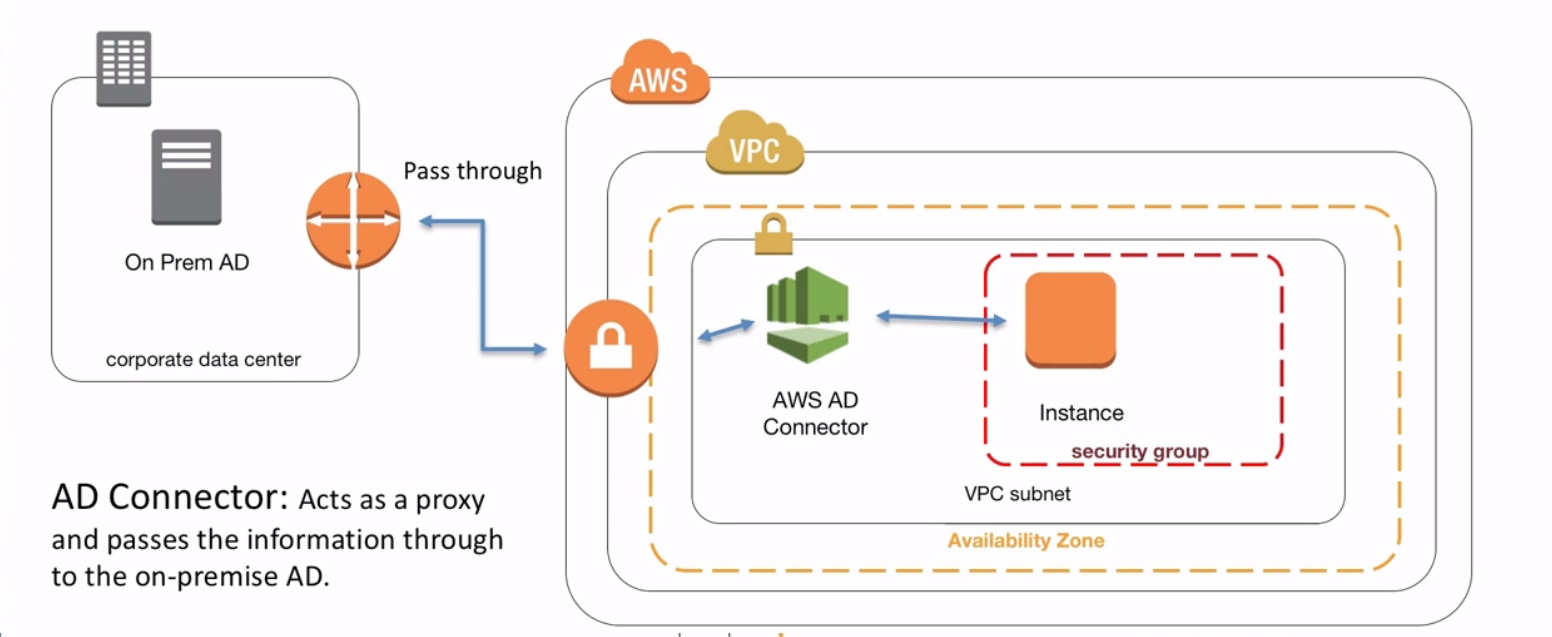 AWS
VPC
Pass through
On Prem AD
corporate data center
AWS AD
Connector
Instance
security group
VPC subnet
Availability Zone
AD Connector: Acts as a proxy
and passes the information through
to the on-premise AD.